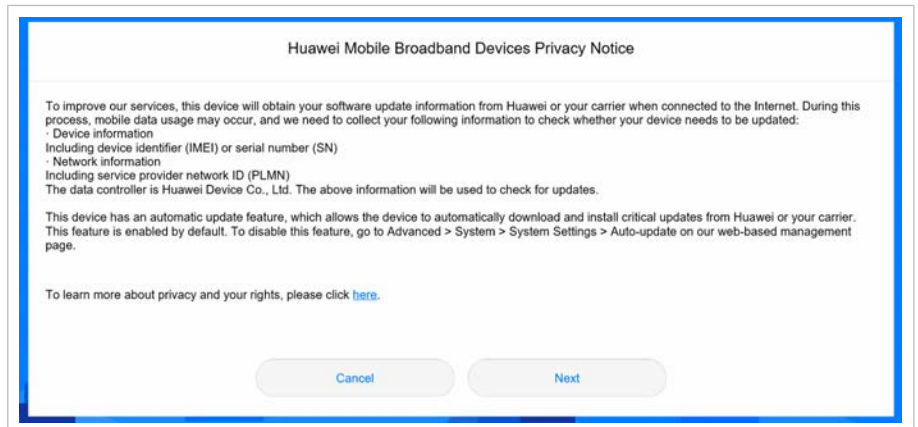 Huawei Mobile Broadband Devices Privacy Notice
To improve our services, this device will obtain your software update information from Huawei or your carrier when connected to the Internet. During this
process, mobile data usage may occur, and we need to collect your following information to check whether your device needs to be updated:
· Device information
Including device identifier (IMEI) or serial number (SN)
· Network information
Including service provider network ID (PLMN)
The data controller is Huawei Device Co., Ltd. The above information will be used to check for updates.
This device has an automatic update feature, which allows the device to automatically download and install critical updates from Huawei or your carrier.
This feature is enabled by default. To disable this feature, go to Advanced > System > System Settings > Auto-update on our web-based management
page.
To learn more about privacy and your rights, please click here.
Cancel Next